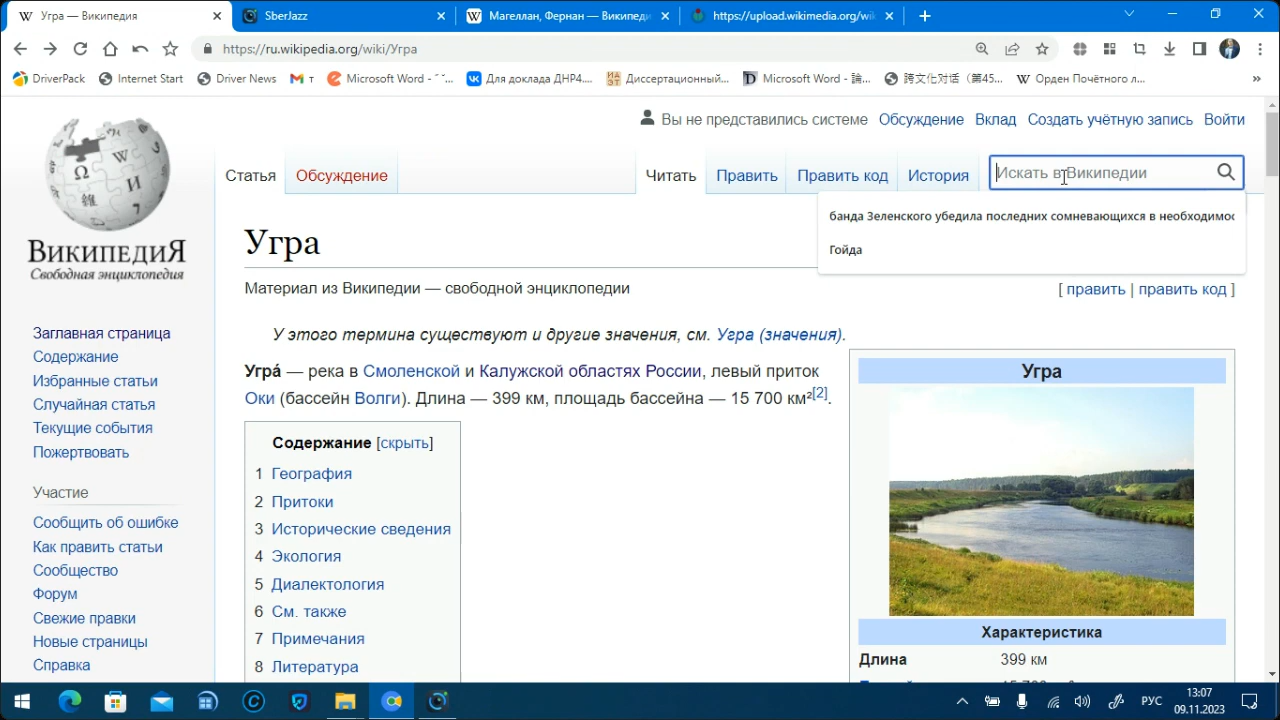 Угра — Википедия
SberJazz
Магеллан, Фернан — Википеди
https://upload.wikimedia.org/wi
https://ru.wikipedia.org/wiki/Угра
DriverPack
Internet Start
Driver News
т
Microsoft Word - ˆ¨...
Для доклада ДНР4....
Диссертационный...
Microsoft Word - 論...
跨文化对话（第45...
Орден Почётного л...
»
Вы не представились системе
Обсуждение
Вклад
Создать учётную запись
Войти
Статья
Обсуждение
Читать
Править
Править код
История
Искать в Википедии
банда Зеленского убедила последних сомневающихся в необходимос
Гойда
ВикипедиЯ
Свободная энциклопедия
Угра
Материал из Википедии — свободной энциклопедии
[ править | править код ]
У этого термина существуют и другие значения, см. Угра (значения).
Угра́ — река в Смоленской и Калужской областях России, левый приток
Оки (бассейн Волги). Длина — 399 км, площадь бассейна — 15 700 км²[2].
Содержание [скрыть]
1 География
2 Притоки
3 Исторические сведения
4 Экология
5 Диалектология
6 См. также
7 Примечания
8 Литература
Угра
Характеристика
Длина 399 км
Заглавная страница
Содержание
Избранные статьи
Случайная статья
Текущие события
Пожертвовать
Участие
Сообщить об ошибке
Как править статьи
Сообщество
Форум
Свежие правки
Новые страницы
Справка
РУС
13:07
09.11.2023